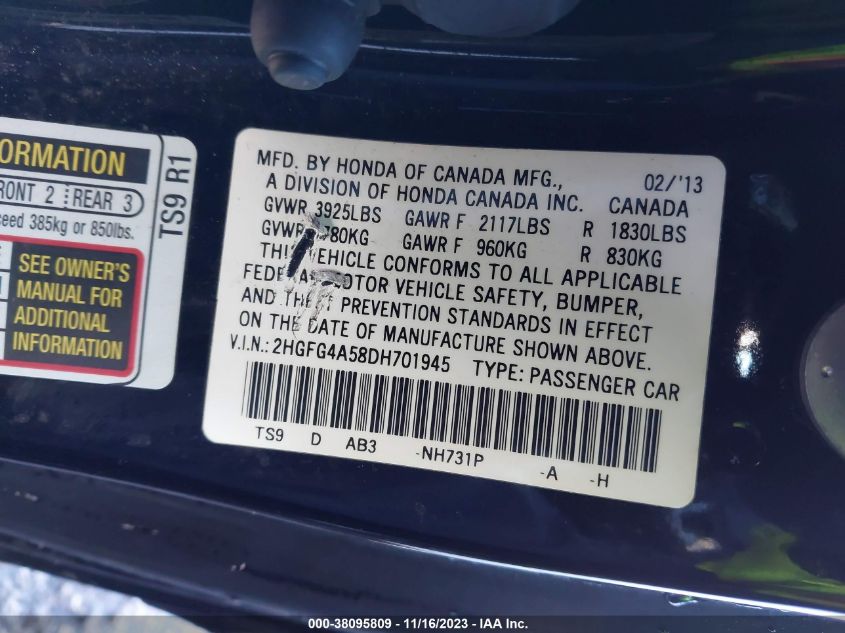 ORMATION
RONT 2 REAR 3
ceed 385kg or 850lbs.
SEE OWNER'S
MANUAL FOR
ADDITIONAL
INFORMATION
TS9 R1
MFD. BY HONDA OF CANADA MFG., 02/'13
A DIVISION OF HONDA CANADA INC. CANADA
GVWR 3925LBS GAWR F 2117LBS R 1830LBS
GVWR 80KG GAWR F 960KG R 830KG
VEHICLE CONFORMS TO ALL APPLICABLE
MOTOR VEHICLE SAFETY, BUMPER,
AND PREVENTION STANDARDS IN EFFECT
ON THE DATE OF MANUFACTURE SHOWN ABOVE.
V.I.N.: 2HGFG4A58DH701945 TYPE: PASSENGER CAR
TS9 D AB3 -NH731P -A -H
000-38095809 - 11/16/2023 - IAA Inc.